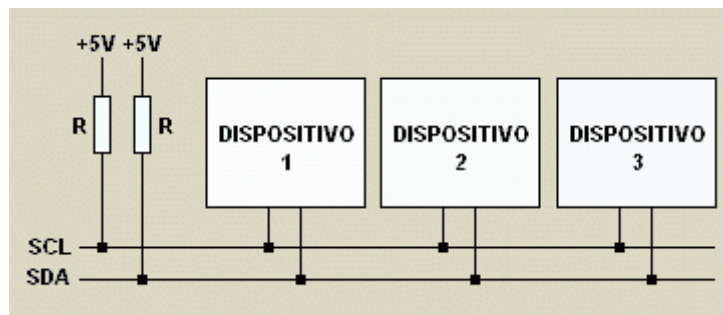 +5V +5V
R R
DISPOSITIVO
1
DISPOSITIVO
2
DISPOSITIVO
3
SCL
SDA